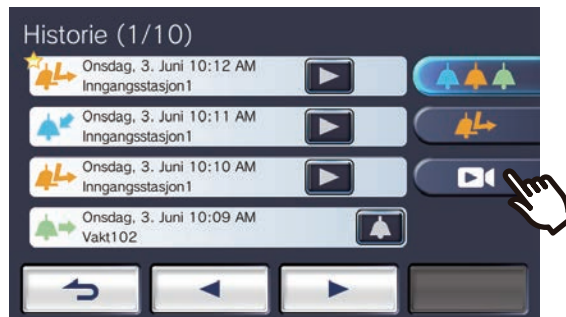 Historie (1/10)
Onsdag, 3. Juni 10:12 AM
Inngangsstasjon1
Onsdag, 3. Juni 10:11 AM
Inngangsstasjon1
Onsdag, 3. Juni 10:10 AM
Inngangsstasjon1
Onsdag, 3. Juni 10:09 AM
Vakt102